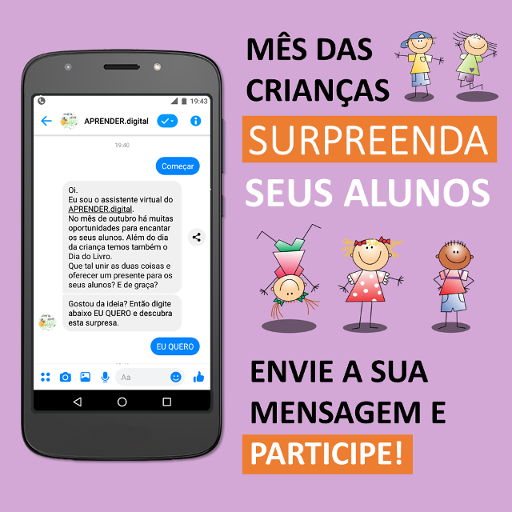 MÊS DAS
CRIANÇAS
SURPREENDA
SEUS ALUNOS
19:43
APRENDER.digital
19:40
Começar
Oi.
Eu sou o assistente virtual do
APRENDER.digital.
No mês de outubro há muitas
oportunidades para encantar
os seus alunos. Além do dia
da criança temos também o
Dia do Livro.
Que tal unir as duas coisas e
oferecer um presente para os
seus alunos? E de graça?
Gostou da ideia? Então digite
abaixo EU QUERO e descubra
esta surpresa.
EU QUERO
Aa
ENVIE A SUA
MENSAGEM E
PARTICIPE!